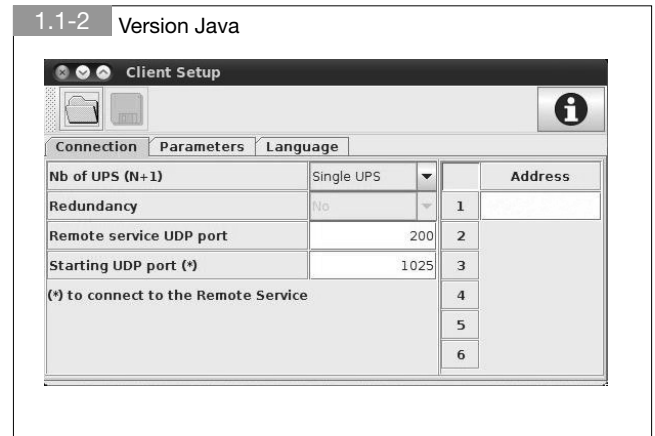 1.1-2 Version Java
Client Setup
Connection Parameters Language
Nb of UPS (N+1) Single UPS
Redundancy No
Remote service UDP port 200
Starting UDP port (*) 1025
(*) to connect to the Remote Service
Address
1
2
3
4
5
6